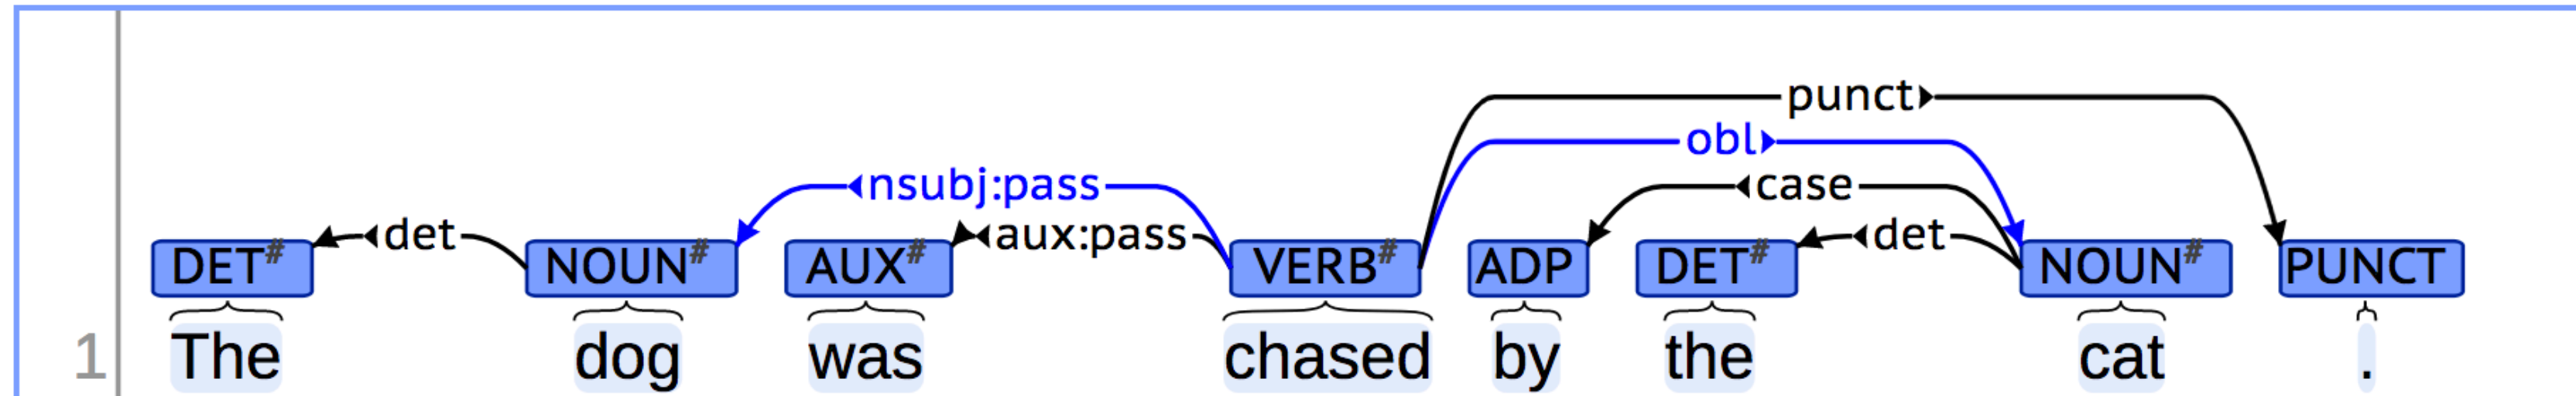 punct
obl
nsubj:pass case
det aux:pass det
DET# NOUN# AUX# VERB# ADP DET# NOUN# PUNCT
1 The dog was chased by the cat .